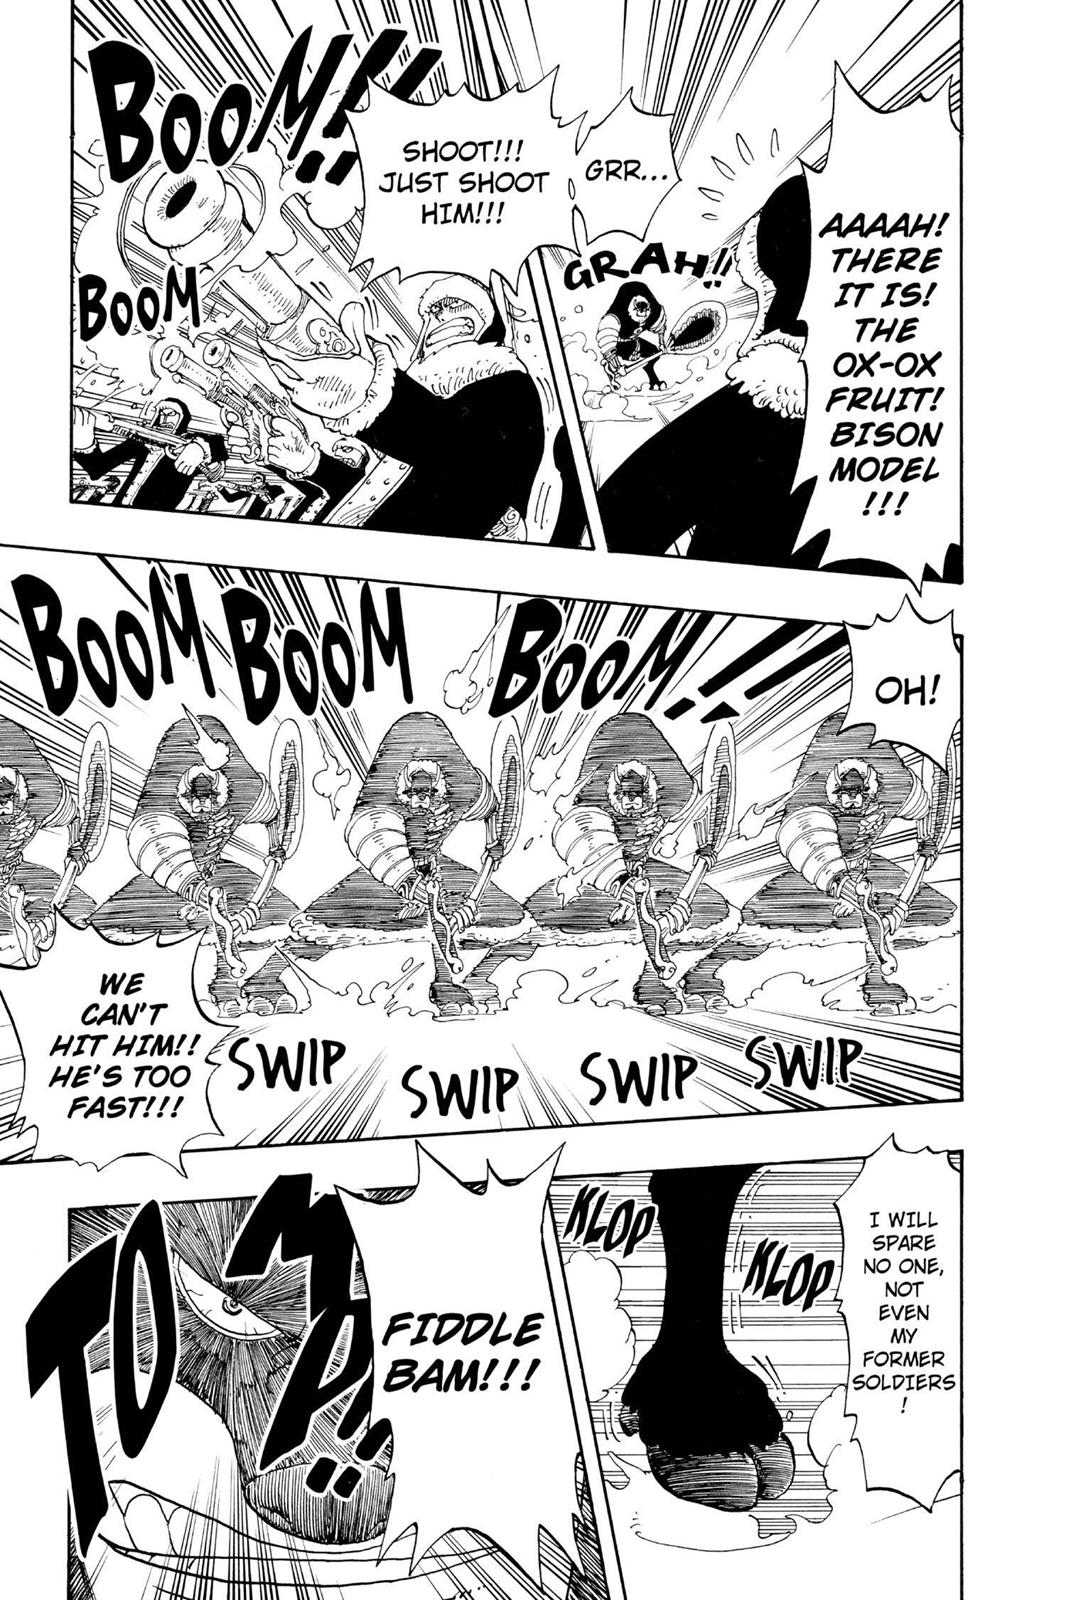 AAAAH!
THERE
IT IS!
THE
OX-OX
FRUIT!
BISON
MODEL
!!!
GRR...
GRAH!!
SHOOT!!!
JUST SHOOT
HIM!!!
BOOM!!
BOOM
OH!
BOOM!!
BOOM
BOOM
SWIP
SWIP
SWIP
SWIP
WE
CAN'T
HIT HIM!!
HE'S TOO
FAST!!!
I WILL
SPARE
NO ONE,
NOT
EVEN
MY
FORMER
SOLDIERS
!
KLOP
KLOP
FIDDLE
BAM!!!
TOMP!!